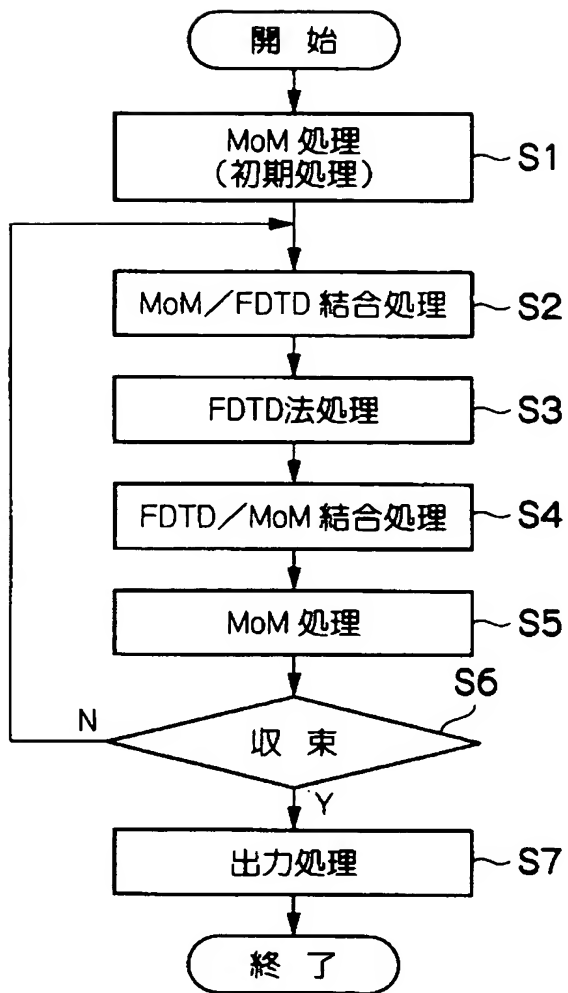 開 始
MoM 処理
(初期処理)
S1
MoM/FDTD 結合処理
S2
FDTD法処理
S3
FDTD/MoM 結合処理
S4
MoM 処理
S5
S6
N
収 束
Y
出力処理
S7
終 了